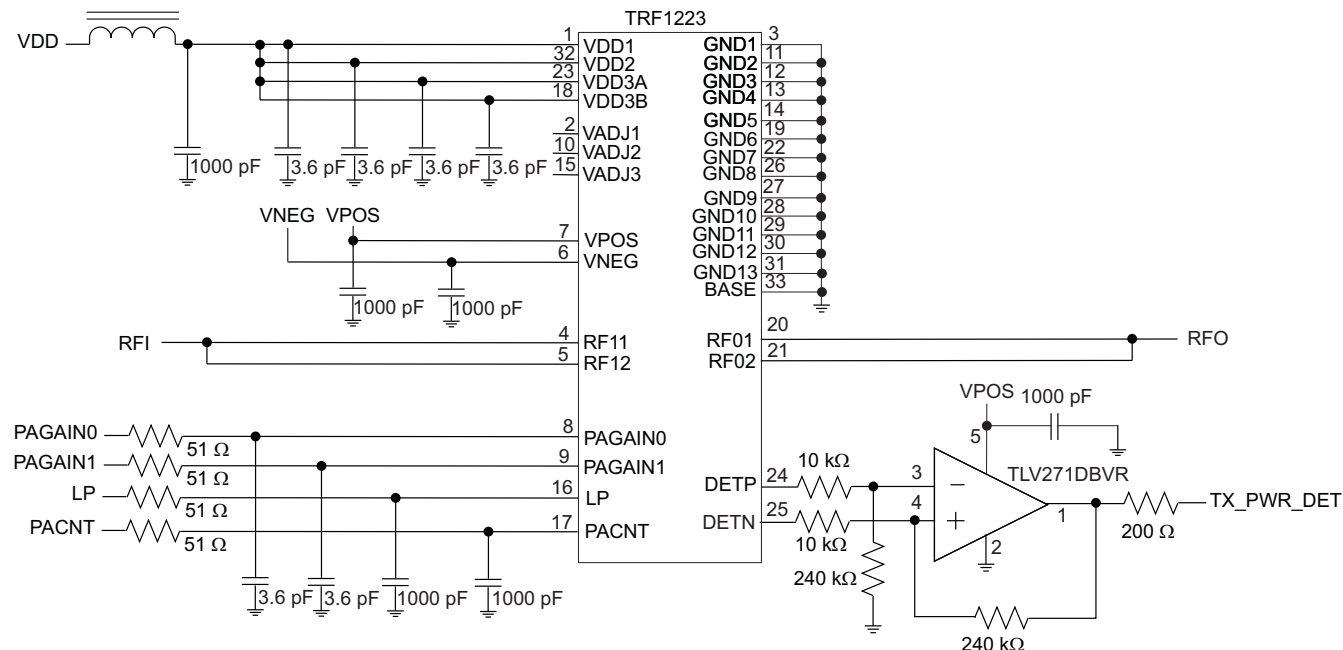 TRF1223
VDD
1
VDD1
32
VDD2
23
VDD3A
18
VDD3B
2
VADJ1
10
VADJ2
15
VADJ3
1000 pF
3.6 pF
3.6 pF
3.6 pF
3.6 pF
VNEG
VPOS
7
VPOS
6
VNEG
1000 pF
1000 pF
RFI
4
RF11
5
RF12
PAGAIN0
51 Ω
8
PAGAIN0
PAGAIN1
51 Ω
9
PAGAIN1
LP
51 Ω
16
LP
PACNT
51 Ω
17
PACNT
3.6 pF
3.6 pF
1000 pF
1000 pF
GND1
3
GND2
11
GND3
12
GND4
13
GND5
14
GND6
19
GND7
22
GND8
26
GND9
27
GND10
28
GND11
29
GND12
30
GND13
31
BASE
33
RF01
20
RF02
21
RFO
VPOS
1000 pF
5
TLV271DBVR
DETP
24
10 kΩ
3
−
DETN
25
10 kΩ
4
+
2
1
200 Ω
TX_PWR_DET
240 kΩ
240 kΩ